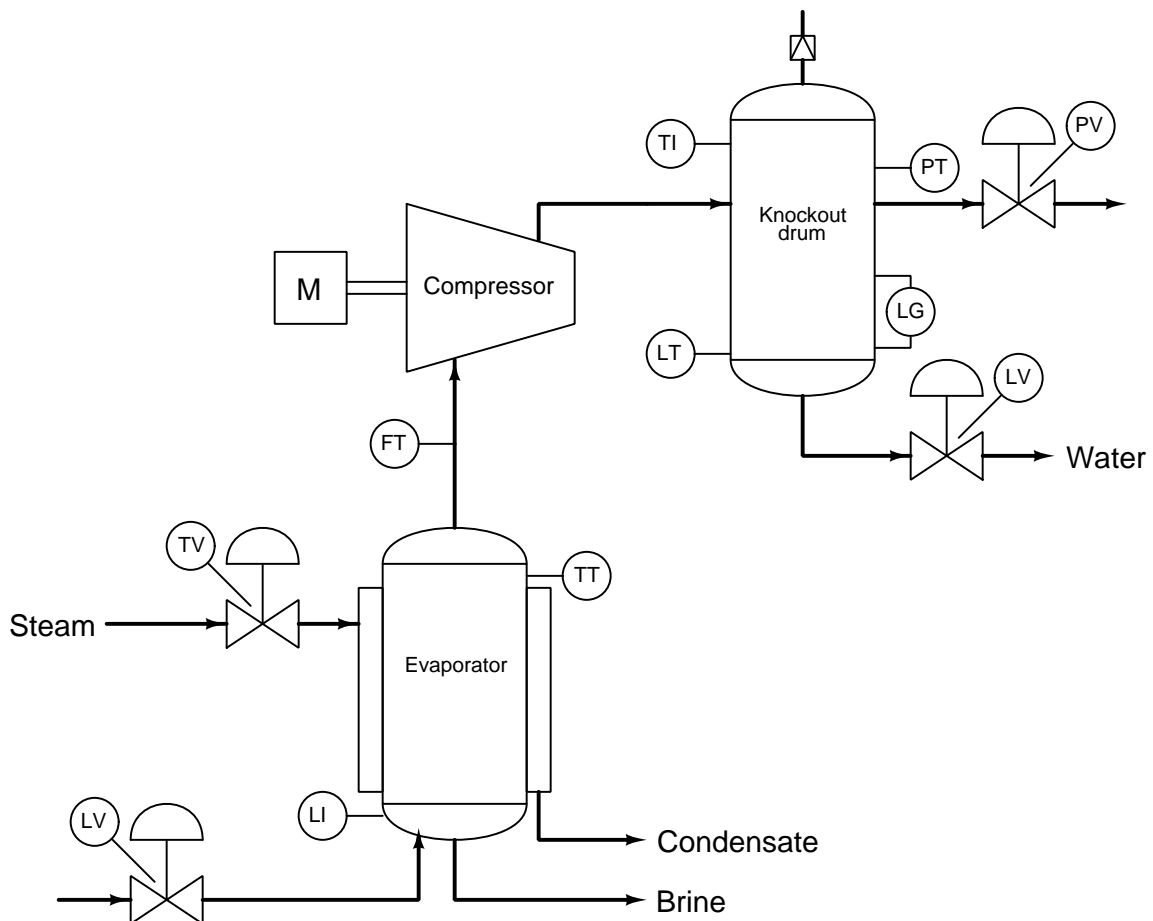 TI
PT
PV
Knockout
drum
M
Compressor
LG
LT
LV
FT
Water
TV
TT
Steam
Evaporator
LI
LV
Condensate
Brine